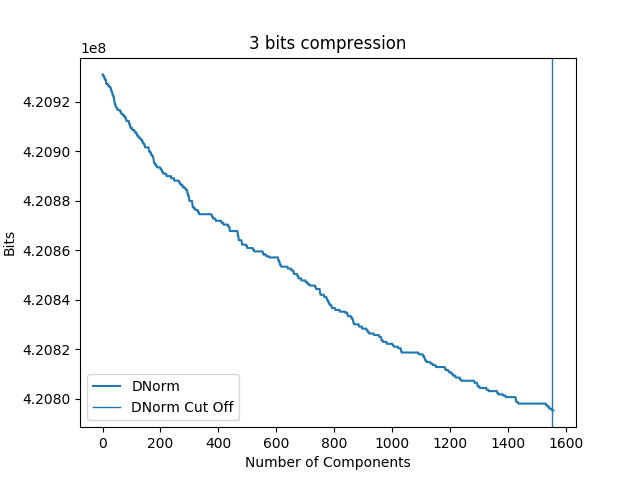 3 bits compression
1e8
4.2092
4.2090
4.2088
4.2086
4.2084
4.2082
4.2080
Bits
DNorm
DNorm Cut Off
0
200
400
600
800
1000
1200
1400
1600
Number of Components